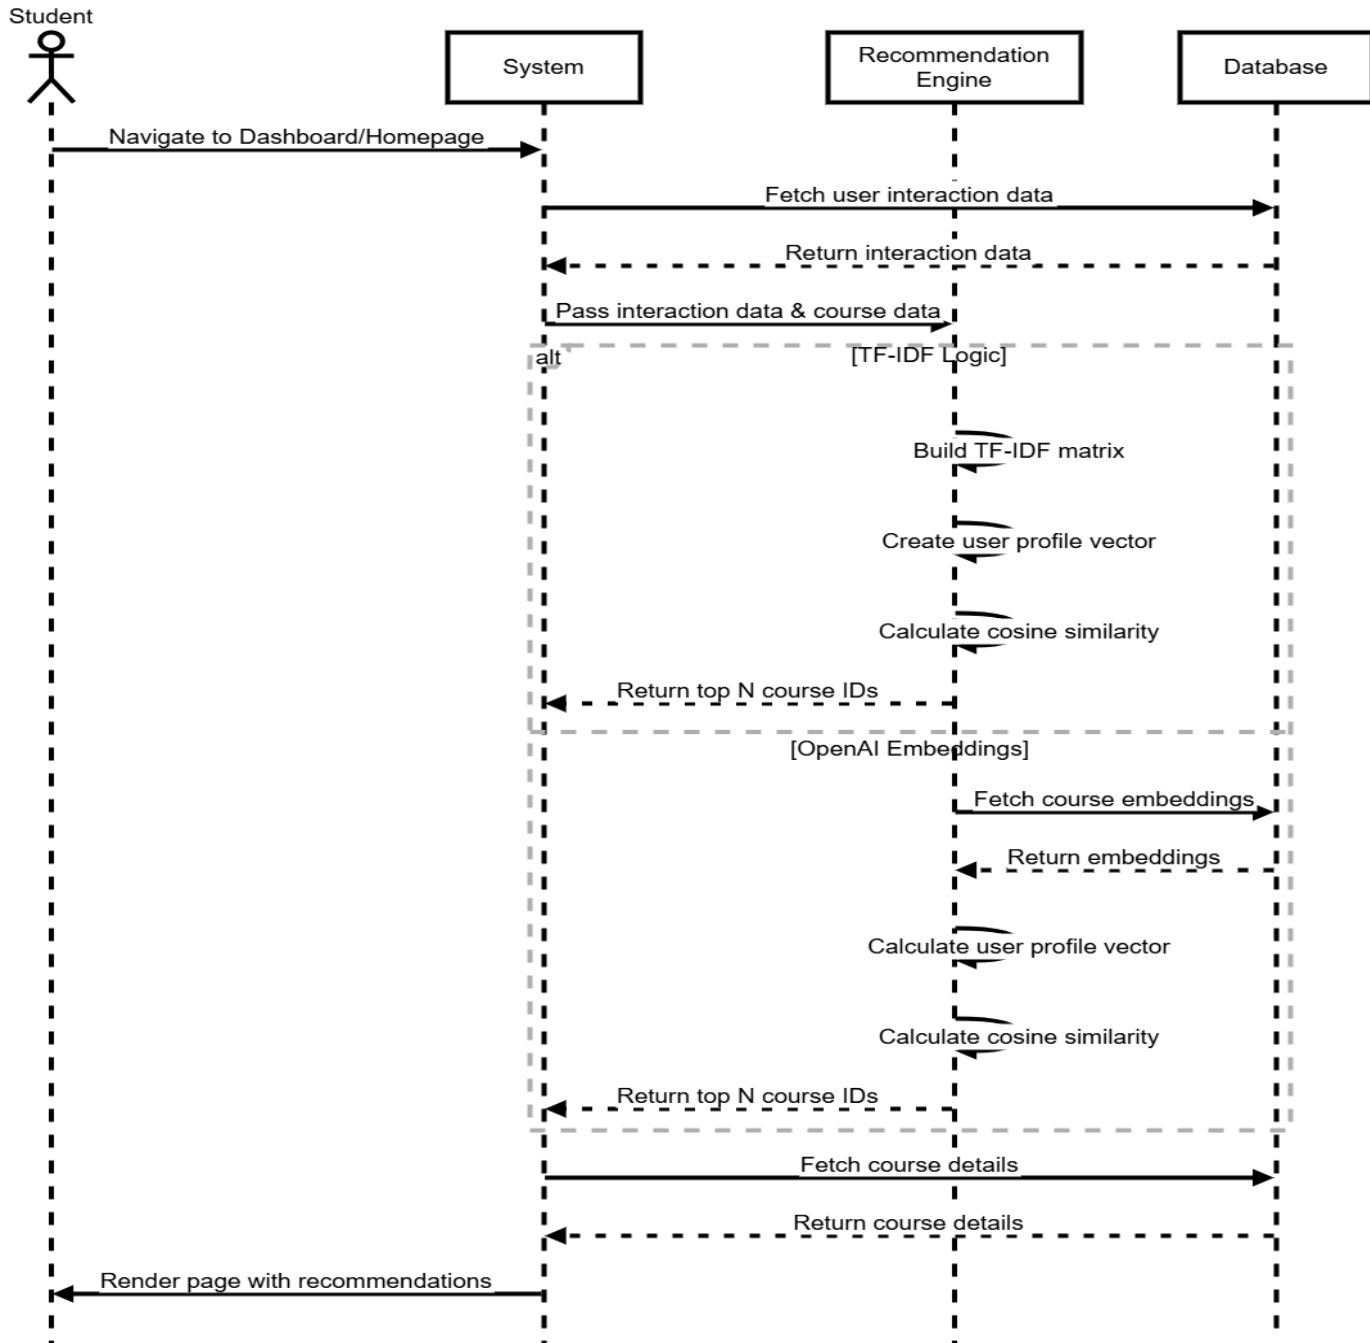 Student
System
Recommendation
Engine
Database
Navigate to Dashboard/Homepage
Fetch user interaction data
Return interaction data
Pass interaction data & course data
alt
[TF-IDF Logic]
Build TF-IDF matrix
Create user profile vector
Calculate cosine similarity
Return top N course IDs
[OpenAI Embeddings]
Fetch course embeddings
Return embeddings
Calculate user profile vector
Calculate cosine similarity
Return top N course IDs
Fetch course details
Return course details
Render page with recommendations